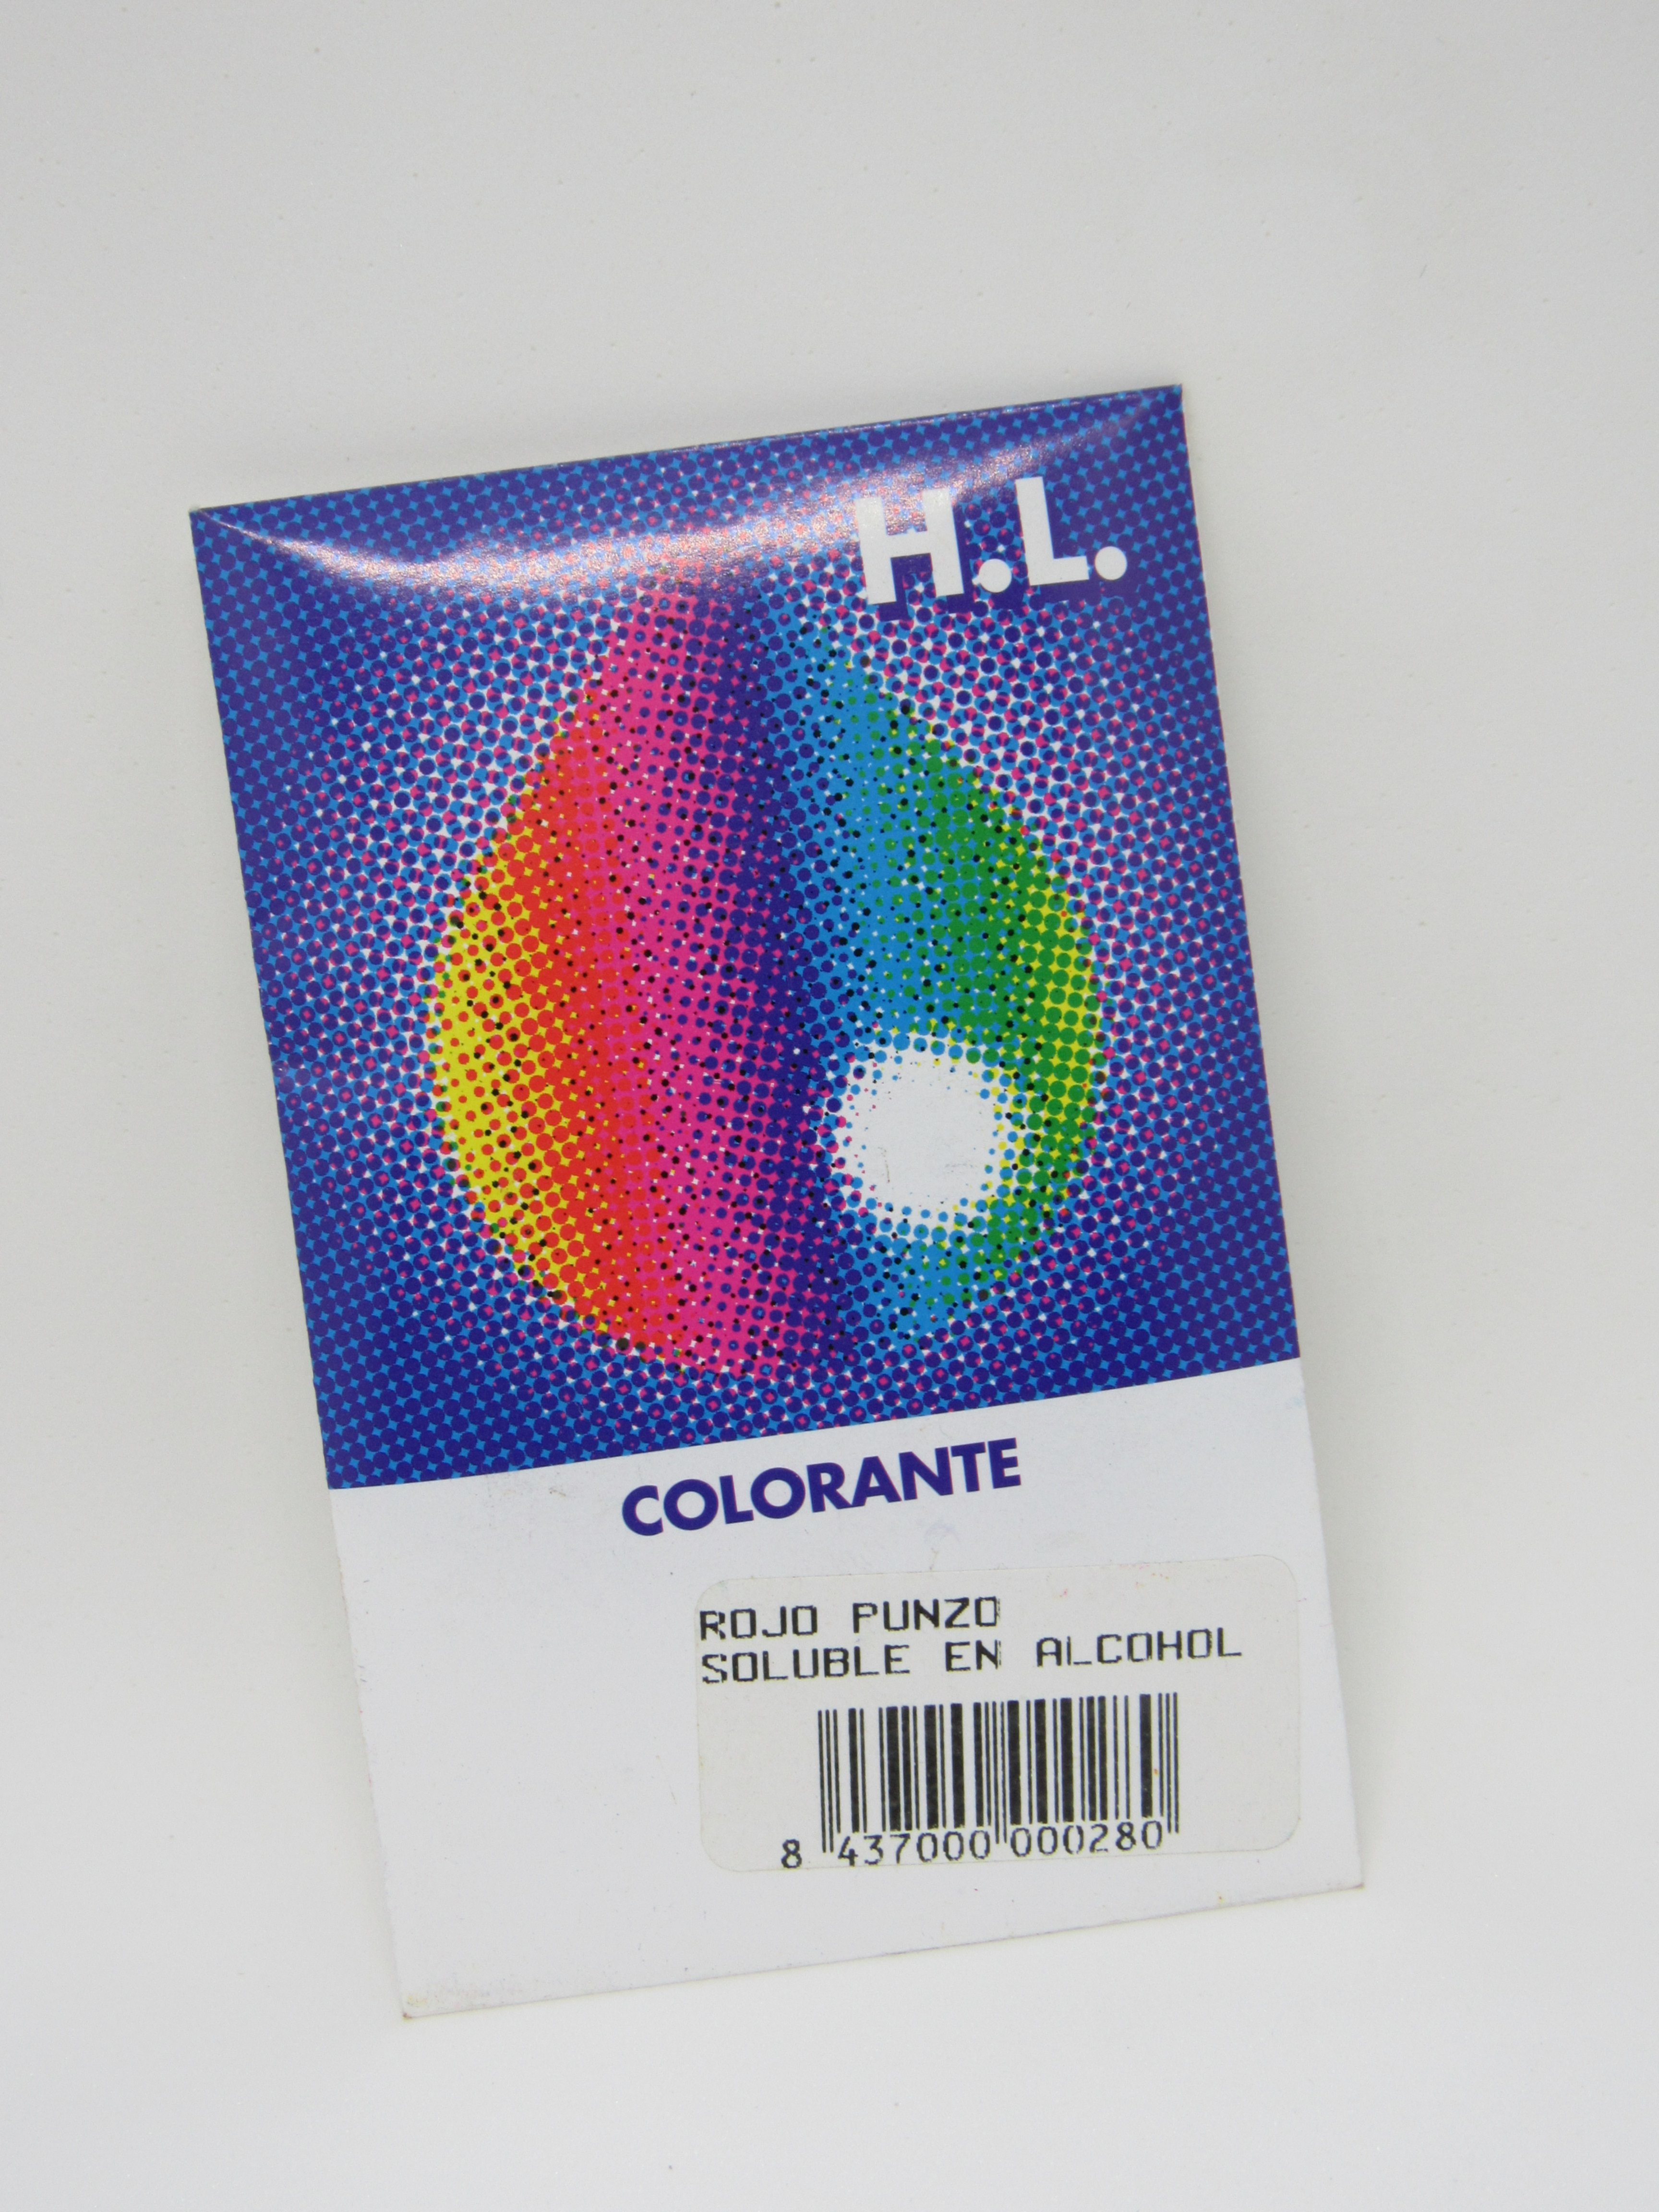 H.L.
COLORANTE
ROJO PUNZO
SOLUBLE EN ALCOHOL
8 437000 000280